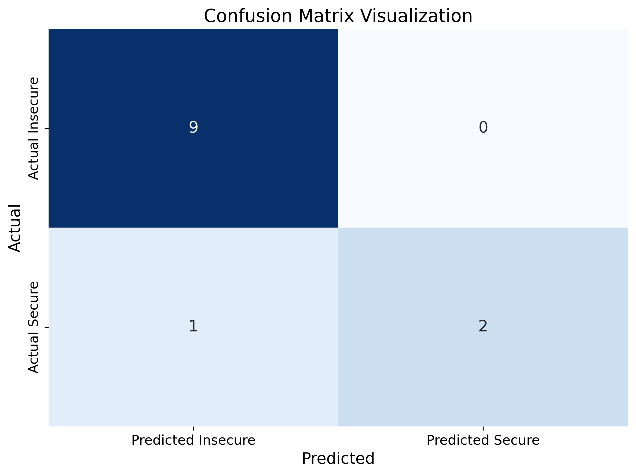 Confusion Matrix Visualization
Actual
Actual Insecure
9
0
Actual Secure
1
2
Predicted Insecure
Predicted Secure
Predicted